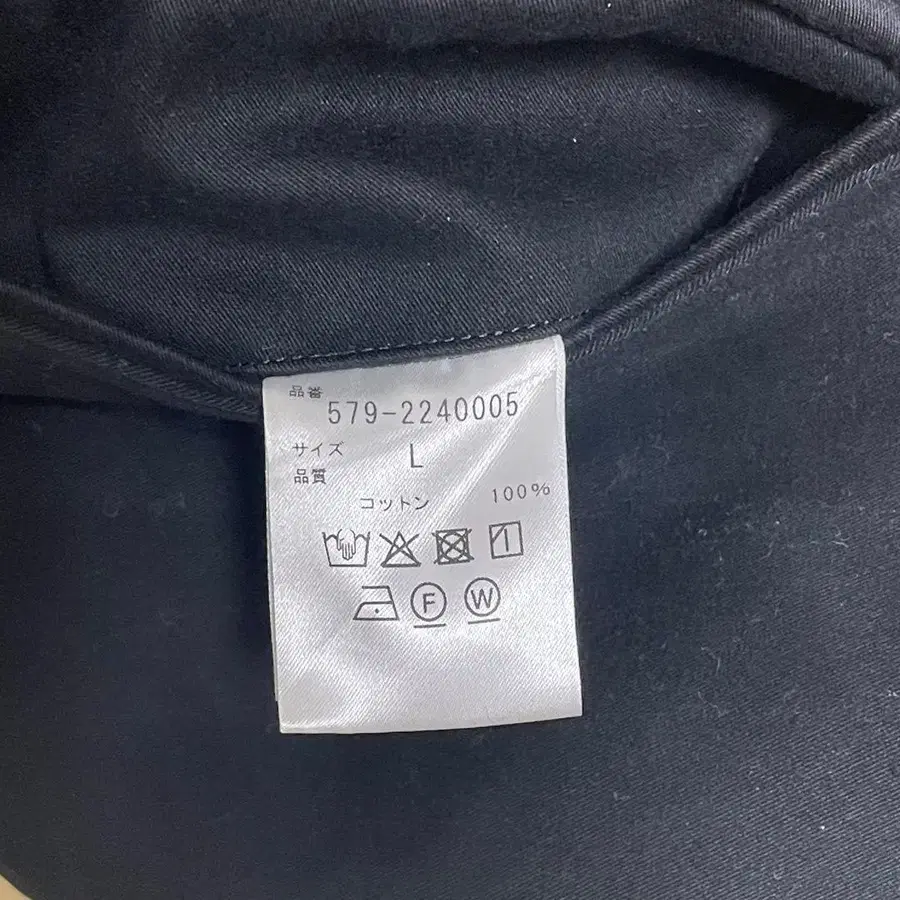 品番
579-2240005
サイズ L
品質
コットン 100%
F W